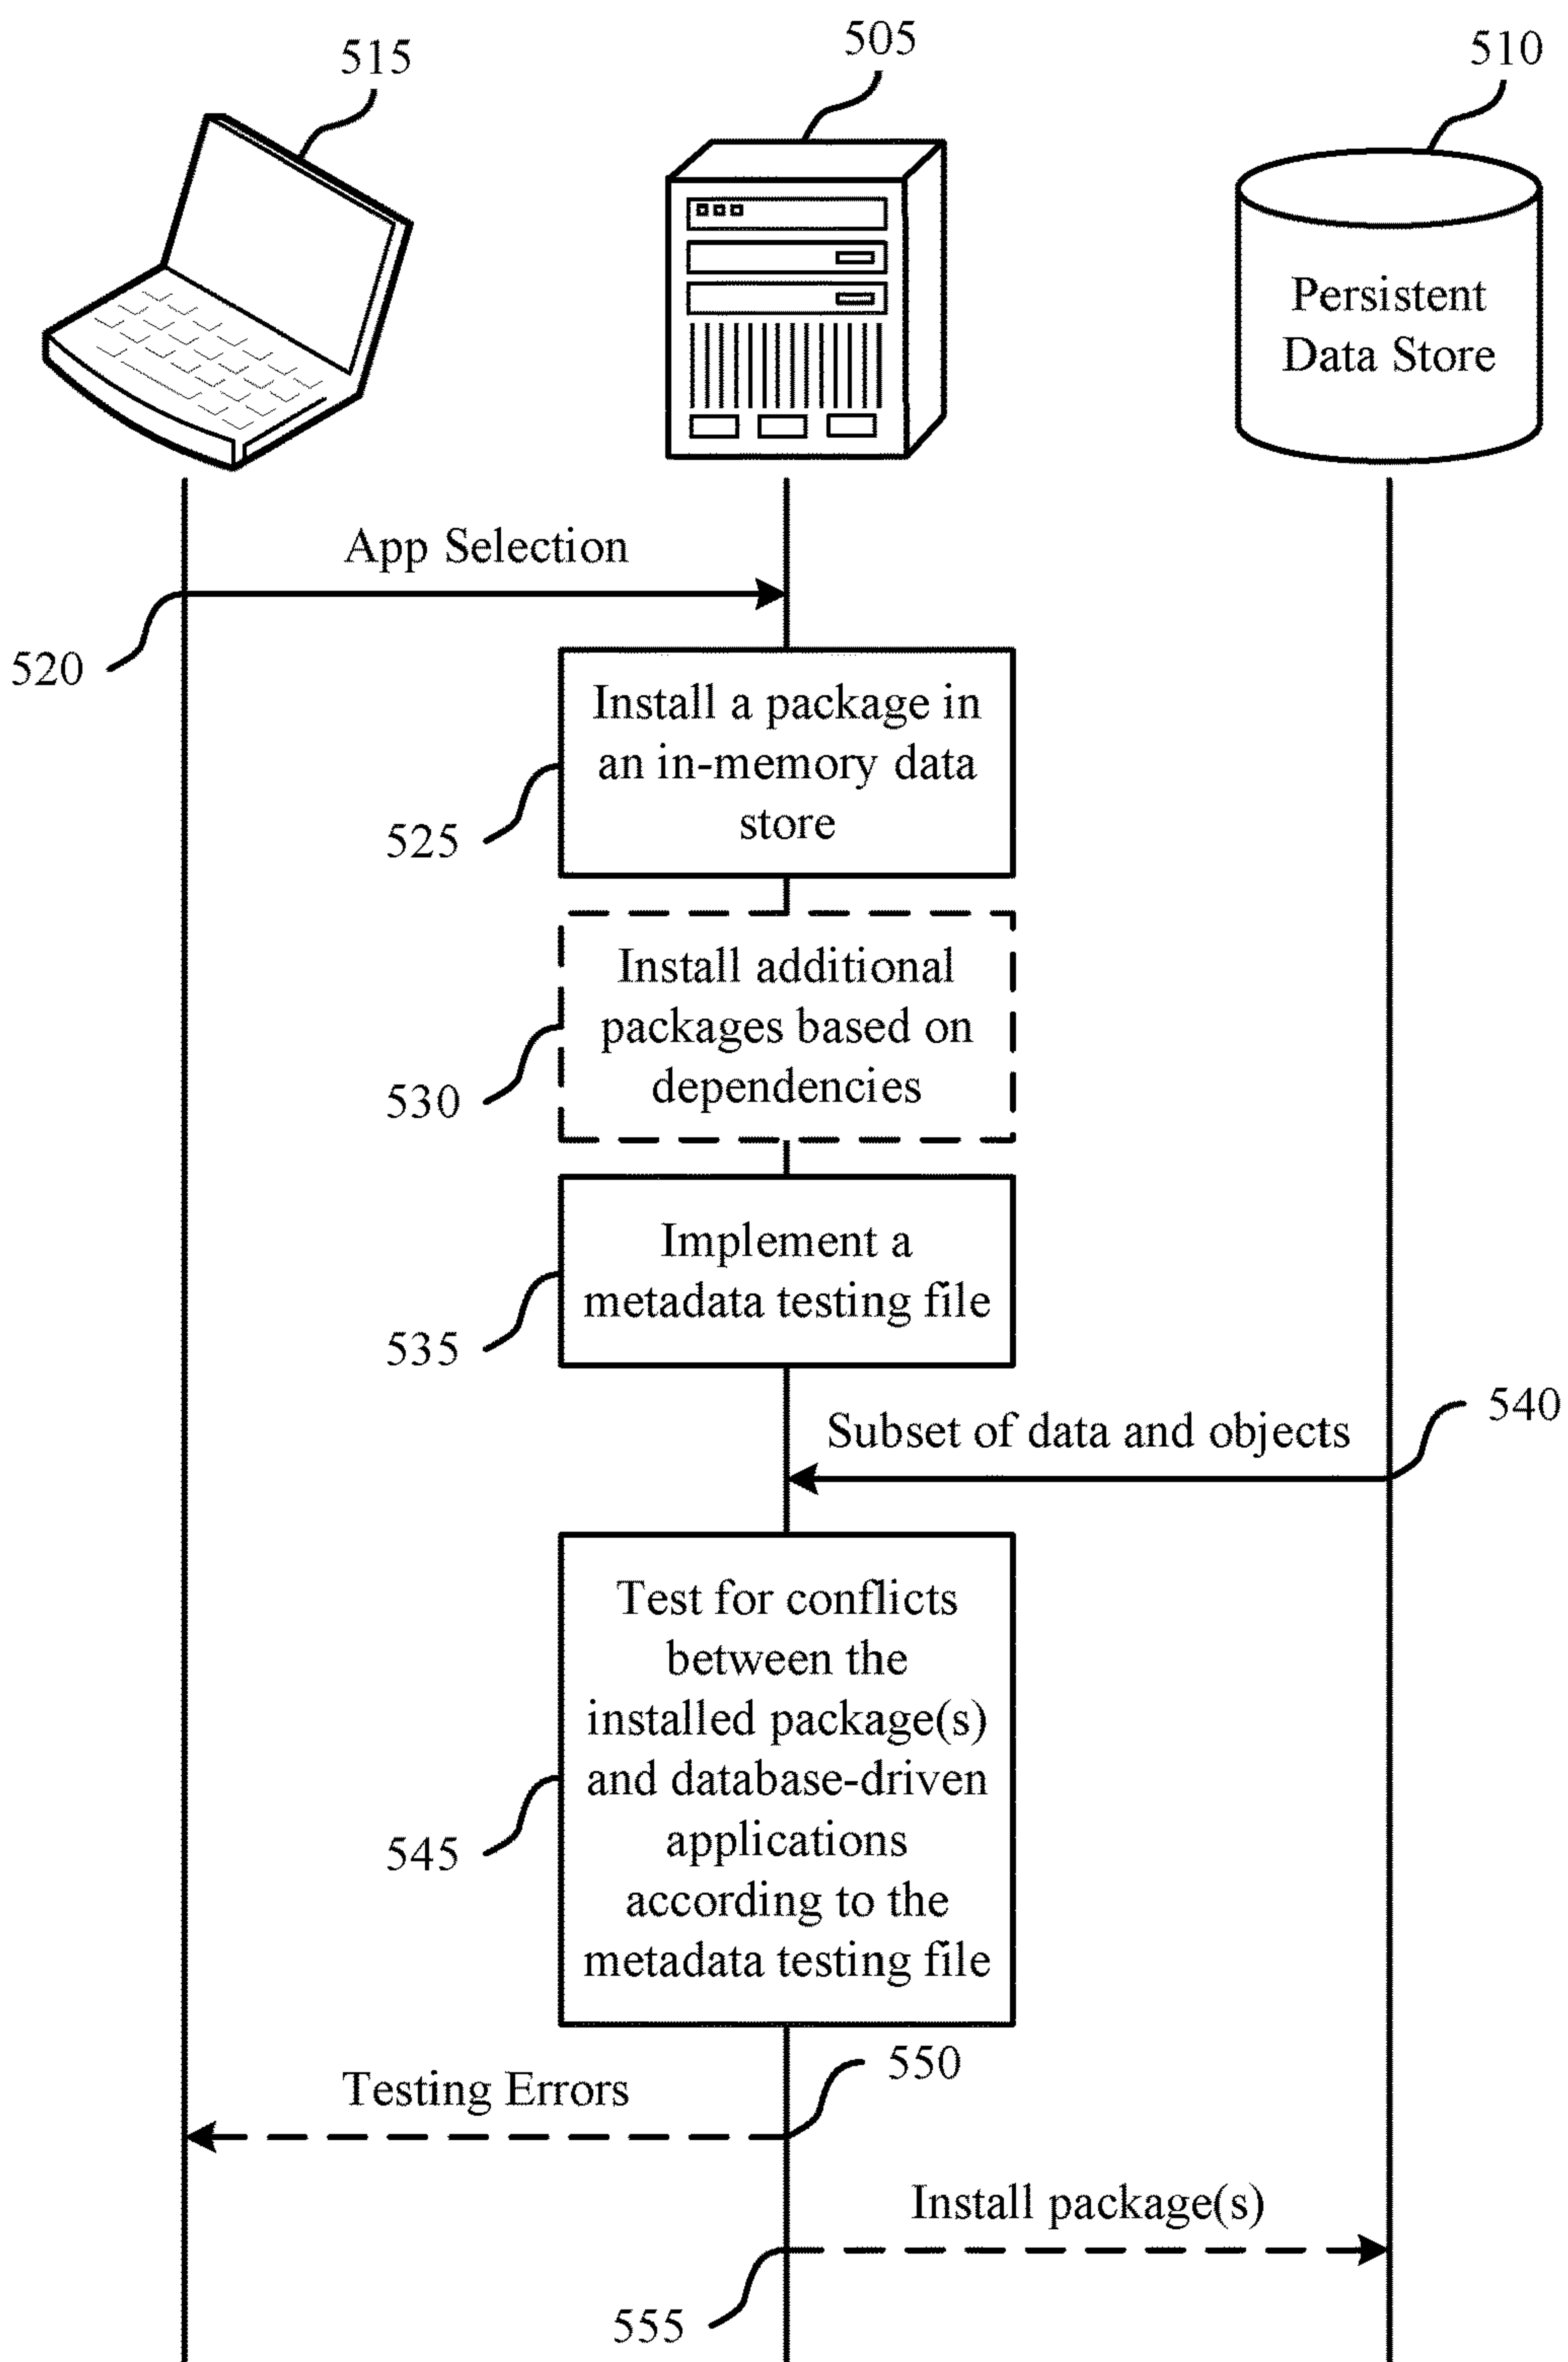 515
505
510
Persistent
Data Store
App Selection
520
Install a package in
an in-memory data
store
525
Install additional
packages based on
dependencies
530
Implement a
metadata testing file
535
540
Subset of data and objects
Test for conflicts
between the
installed package(s)
and database-driven
applications
according to the
metadata testing file
545
550
Testing Errors
Install package(s)
555